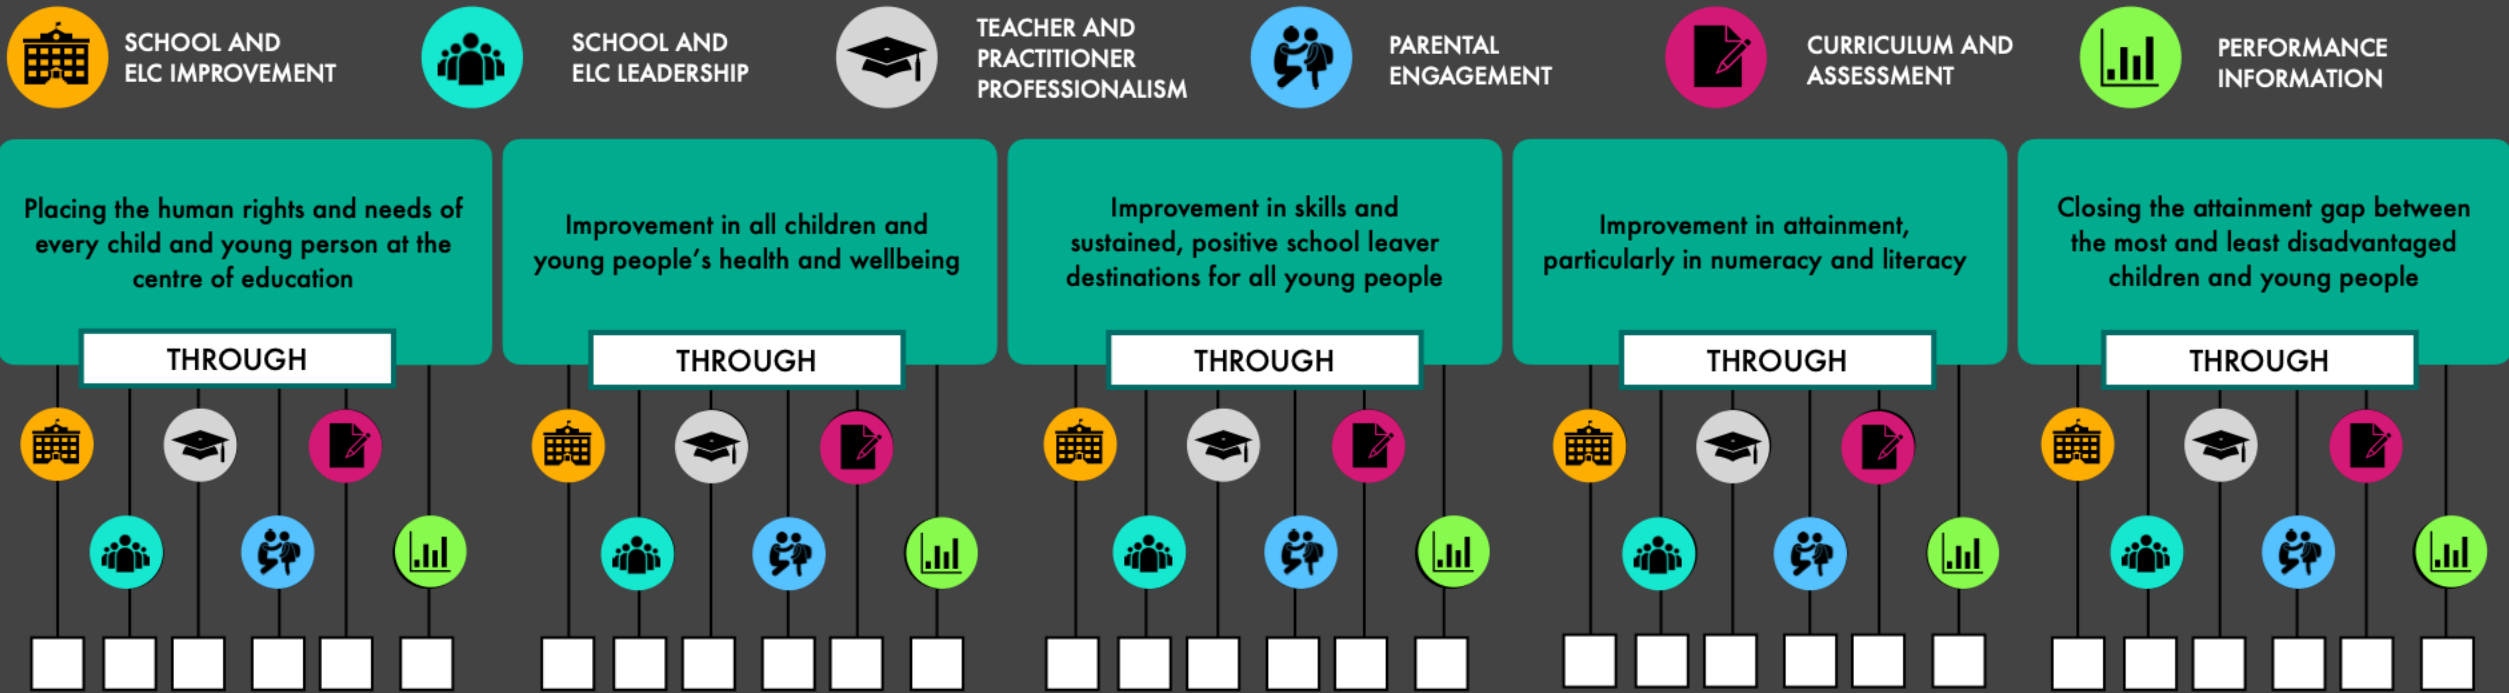 SCHOOL AND
ELC IMPROVEMENT
SCHOOL AND
ELC LEADERSHIP
TEACHER AND
PRACTITIONER
PROFESSIONALISM
PARENTAL
ENGAGEMENT
CURRICULUM AND
ASSESSMENT
PERFORMANCE
INFORMATION
Placing the human rights and needs of
every child and young person at the
centre of education
THROUGH
Improvement in all children and
young people's health and wellbeing
THROUGH
Improvement in skills and
sustained, positive school leaver
destinations for all young people
THROUGH
Improvement in attainment,
particularly in numeracy and literacy
THROUGH
Closing the attainment gap between
the most and least disadvantaged
children and young people
THROUGH